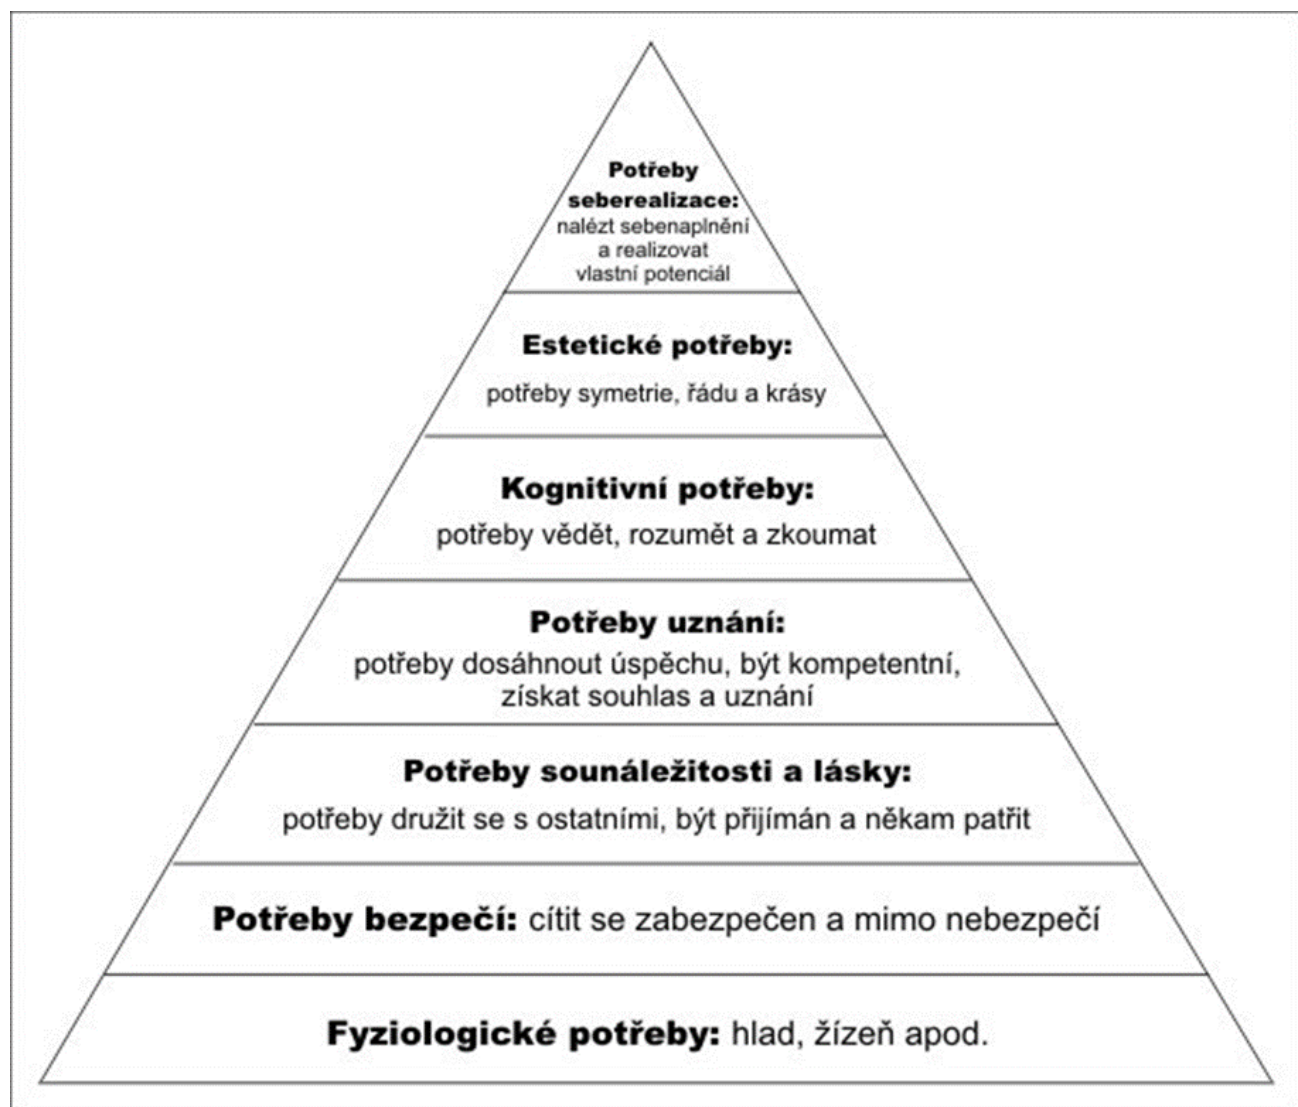 Potřeby
seberealizace:
nalézt sebenaplnění
a realizovat
vlastní potenciál
Estetické potřeby:
potřeby symetrie, řádu a krásy
Kognitivní potřeby:
potřeby vědět, rozumět a zkoumat
Potřeby uznání:
potřeby dosáhnout úspěchu, být kompetentní,
získat souhlas a uznání
Potřeby sounáležitosti a lásky:
potřeby družit se s ostatními, být přijímán a někam patřit
Potřeby bezpečí: cítit se zabezpečen a mimo nebezpečí
Fyziologické potřeby: hlad, žízeň apod.